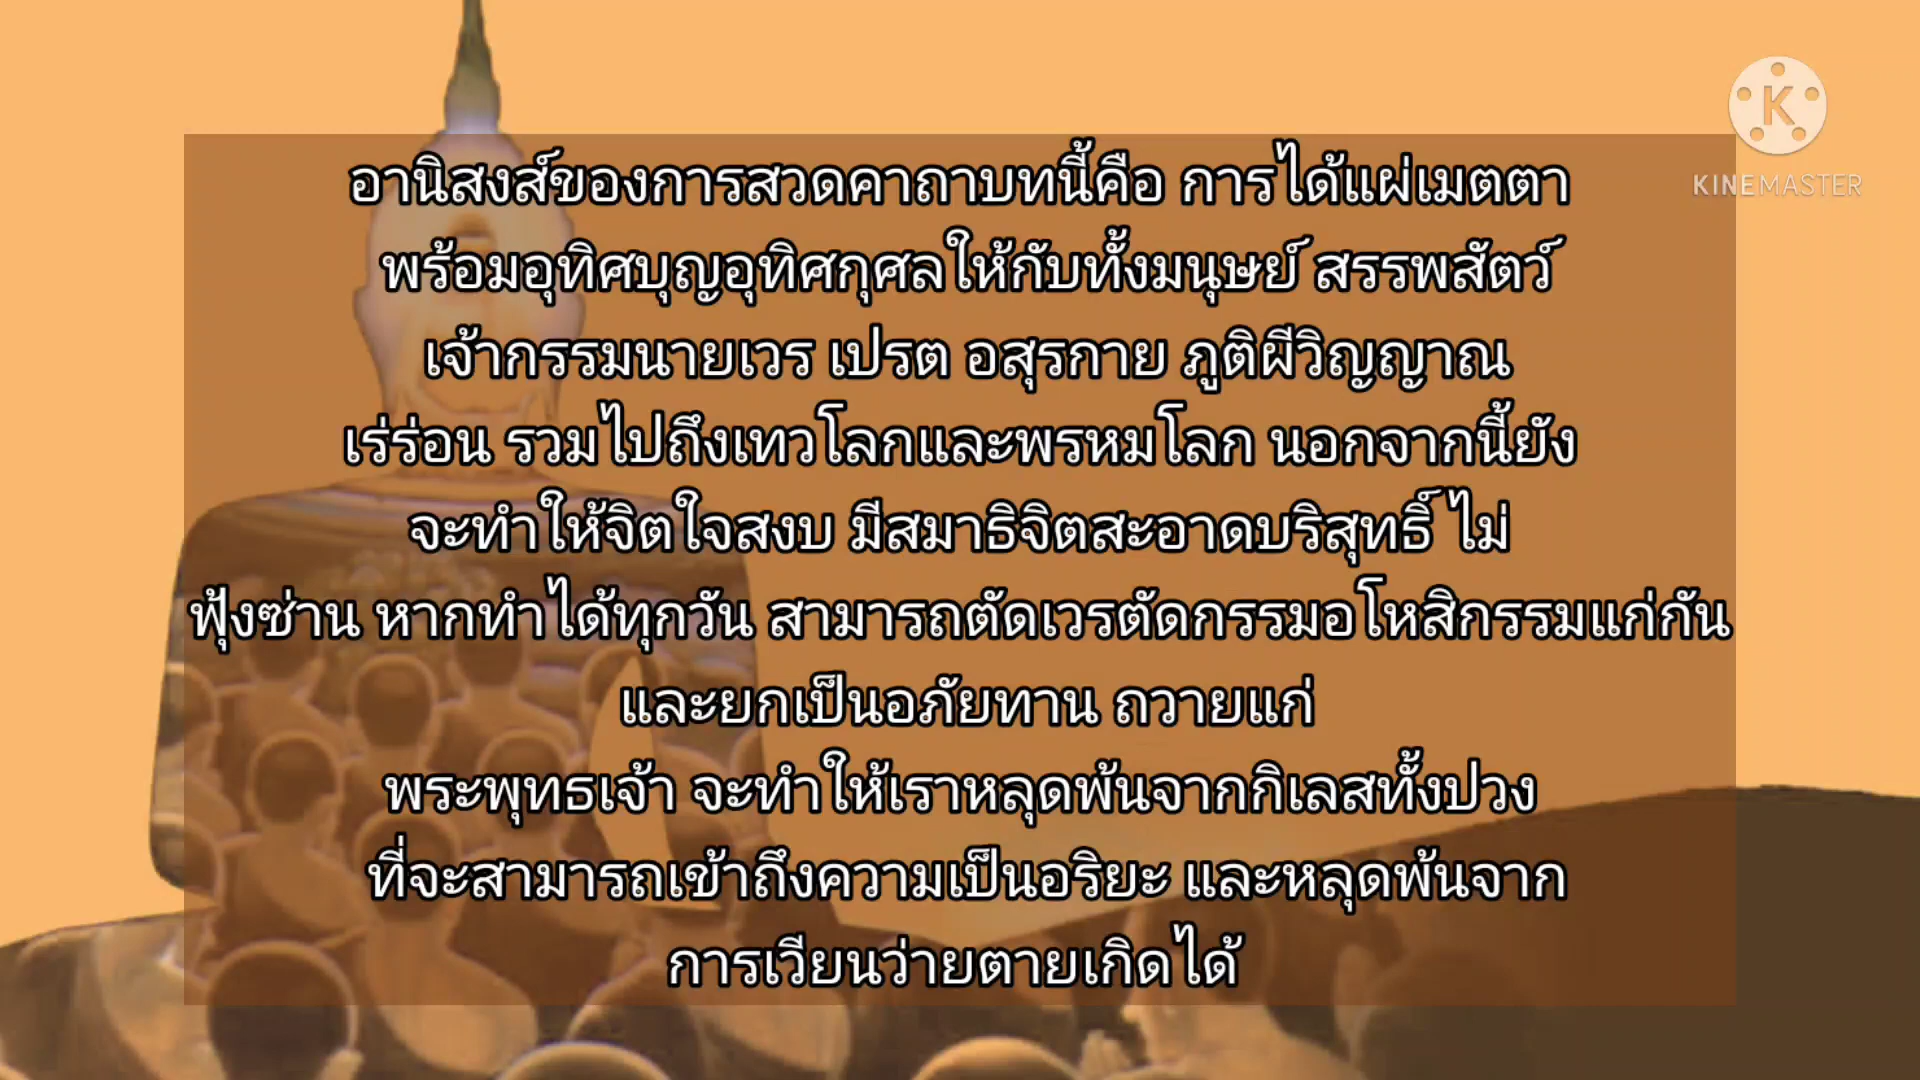 อานิสงส์ของการสวดคาถาบทนี้คือ การได้แผ่เมตตา
พร้อมอุทิศบุญอุทิศกุศลให้กับทั้งมนุษย์ สรรพสัตว์
เจ้ากรรมนายเวร เปรต อสุรกาย ภูติผีวิญญาณ
เร่ร่อน รวมไปถึงเทวโลกและพรหมโลก นอกจากนี้ยัง
จะทำให้จิตใจสงบ มีสมาธิจิตสะอาดบริสุทธิ์ ไม่
ฟุ้งซ่าน หากทำได้ทุกวัน สามารถตัดเวรตัดกรรมอโหสิกรรมแก่กัน
และยกเป็นอภัยทาน ถวายแก่
พระพุทธเจ้า จะทำให้เราหลุดพ้นจากกิเลสทั้งปวง
ที่จะสามารถเข้าถึงความเป็นอริยะ และหลุดพ้นจาก
การเวียนว่ายตายเกิดได้
K
KINEMASTER